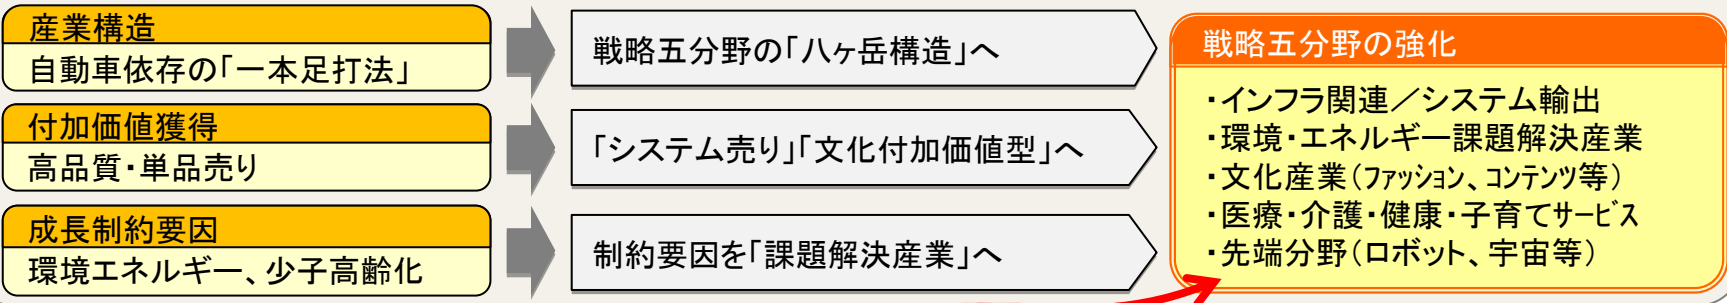 産業構造
自動車依存の「一本足打法」
戦略五分野の「八ヶ岳構造」へ
付加価値獲得
高品質・単品売り
「システム売り」「文化付加価値型」へ
成長制約要因
環境エネルギー、少子高齢化
制約要因を「課題解決産業」へ
戦略五分野の強化
・インフラ関連／システム輸出
・環境・エネルギー課題解決産業
・文化産業（ファッション、コンテンツ等）
・医療・介護・健康・子育てサービス
・先端分野（ロボット、宇宙等）